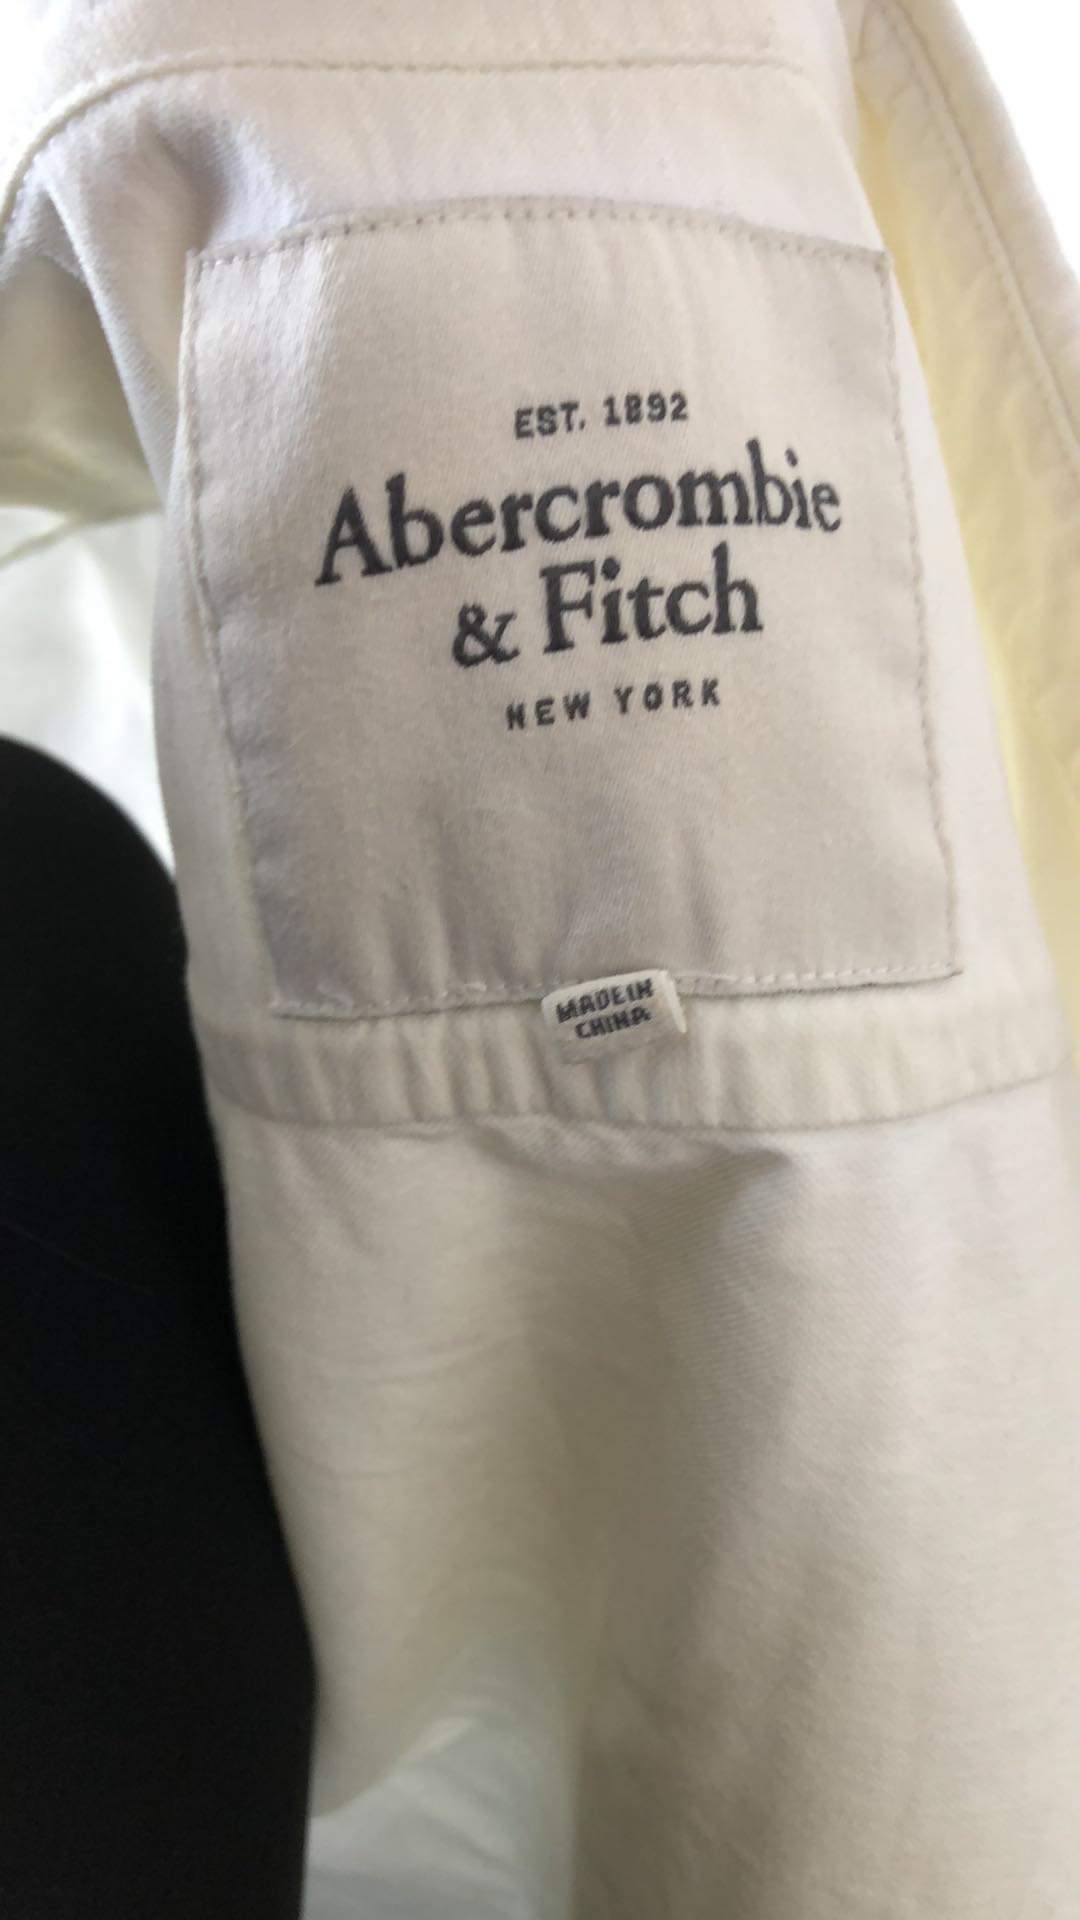 EST. 1892
Abercrombie
& Fitch
NEW YORK
MADE IN
CHINA